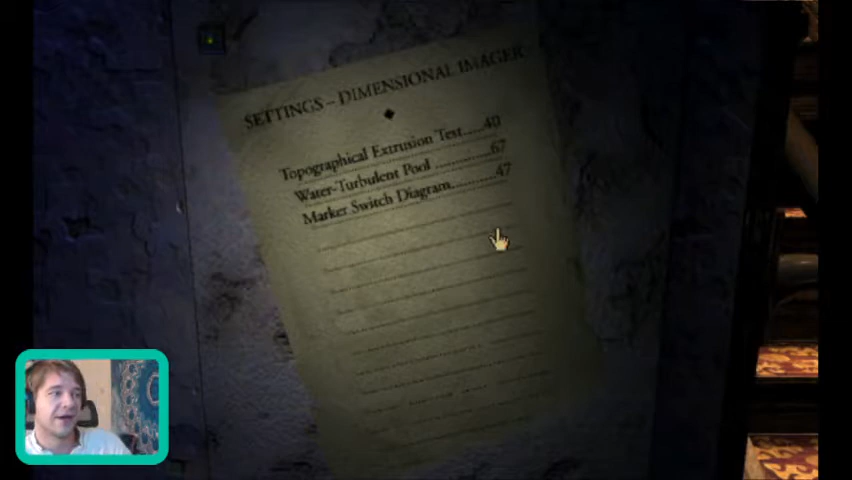 SETTINGS – DIMENSIONAL IMAGER
Topographical Extrusion Test.....40
Water-Turbulent Pool ..............67
Marker Switch Diagram...........47